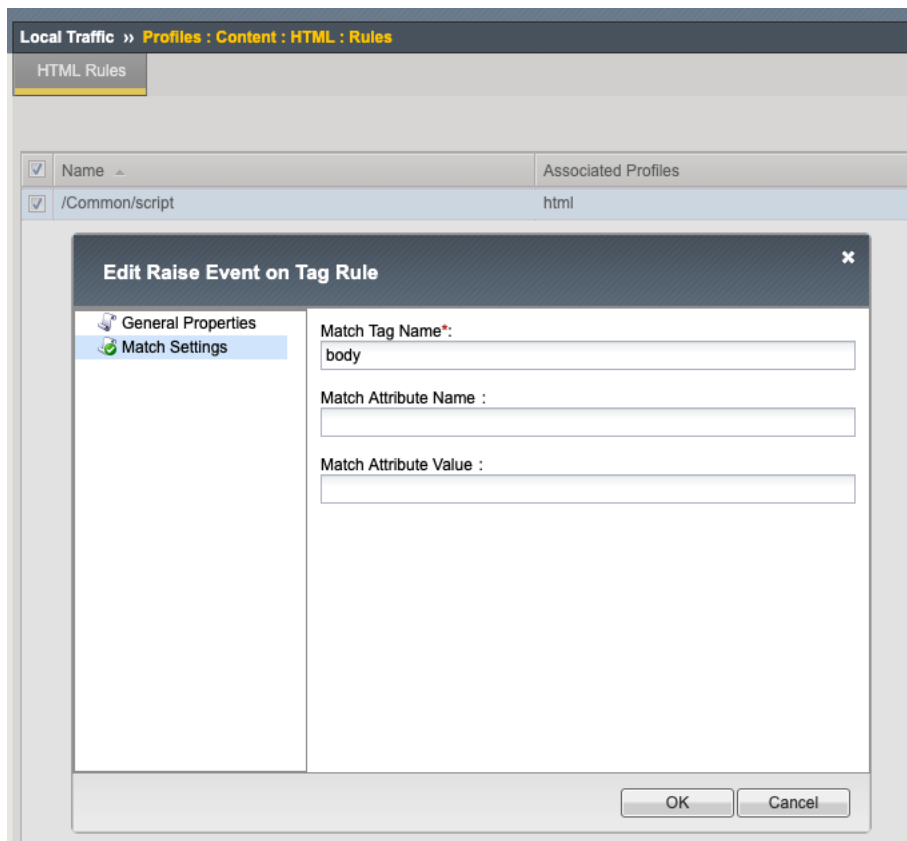 Local Traffic ›› Profiles : Content : HTML : Rules
HTML Rules
Name Associated Profiles
/Common/script html
Edit Raise Event on Tag Rule
General Properties
Match Settings
Match Tag Name*:
body
Match Attribute Name :
Match Attribute Value :
OK Cancel